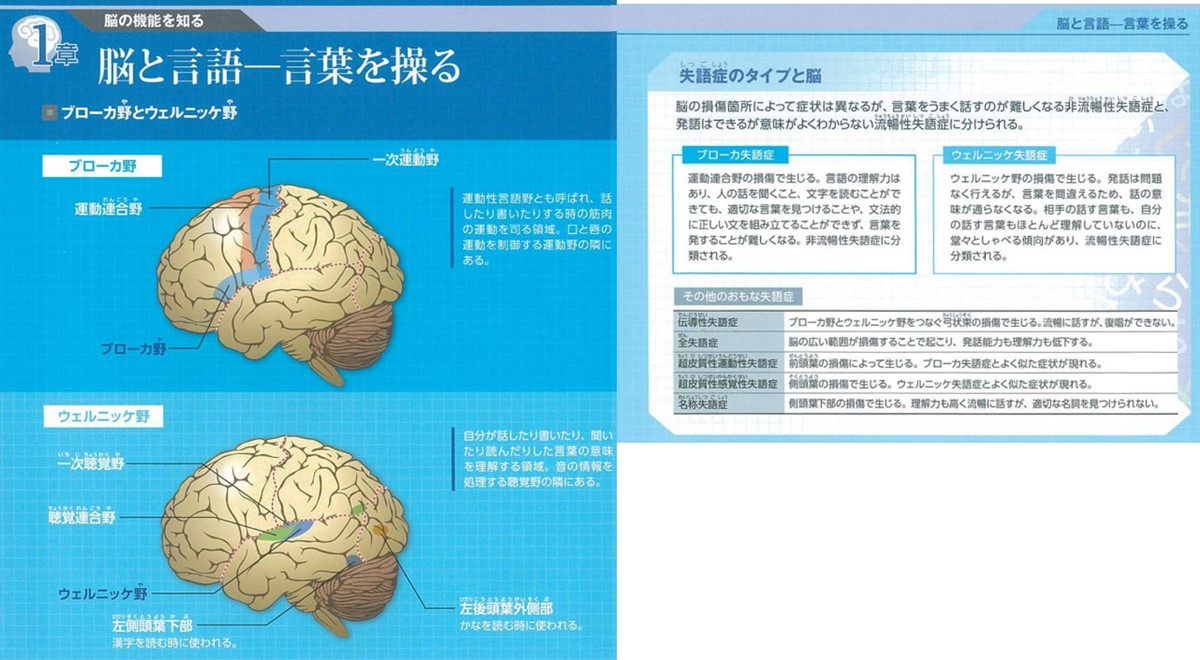 脳の機能を知る
1章
脳と言語―言葉を操る
ブローカ野とウェルニッケ野
ブローカ野
一次運動野
運動連合野
ブローカ野
運動性言語野とも呼ばれ、話
したり書いたりする時の筋肉
の運動を司る領域。口と唇の
運動を制御する運動野の隣に
ある。
ウェルニッケ野
一次聴覚野
聴覚連合野
ウェルニッケ野
左側頭葉下部
漢字を読む時に使われる。
左後頭葉外側部
かなを読む時に使われる。
自分が話したり書いたり、聞い
たり読んだりした言葉の意味
を理解する領域。音の情報を
処理する聴覚野の隣にある。
脳と言語―言葉を操る
失語症のタイプと脳
脳の損傷箇所によって症状は異なるが、言葉をうまく話すのが難しくなる非流暢性失語症と、
発語はできるが意味がよくわからない流暢性失語症に分けられる。
ブローカ失語症
運動連合野の損傷で生じる。言語の理解力は
あり、人の話を聞くこと、文字を読むことがで
きても、適切な言葉を見つけることや、文法的
に正しい文を組み立てることができず、言葉を
発することが難しくなる。非流暢性失語症に分
類される。
ウェルニッケ失語症
ウェルニッケ野の損傷で生じる。発話は問題
なく行えるが、言葉を間違えるため、話の意
味が通らなくなる。相手の話す言葉も、自分
の話す言葉もほとんど理解していないのに、
堂々としゃべる傾向があり、流暢性失語症に
分類される。
その他のおもな失語症
伝導性失語症 ブローカ野とウェルニッケ野をつなぐ弓状束の損傷で生じる。流暢に話すが、復唱ができない。
全失語症 脳の広い範囲が損傷することで起こり、発話能力も理解力も低下する。
超皮質性運動性失語症 前頭葉の損傷によって生じる。ブローカ失語症とよく似た症状が現れる。
超皮質性感覚性失語症 側頭葉の損傷で生じる。ウェルニッケ失語症とよく似た症状が現れる。
名称失語症 側頭葉下部の損傷で生じる。理解力も高く流暢に話すが、適切な名詞を見つけられない。